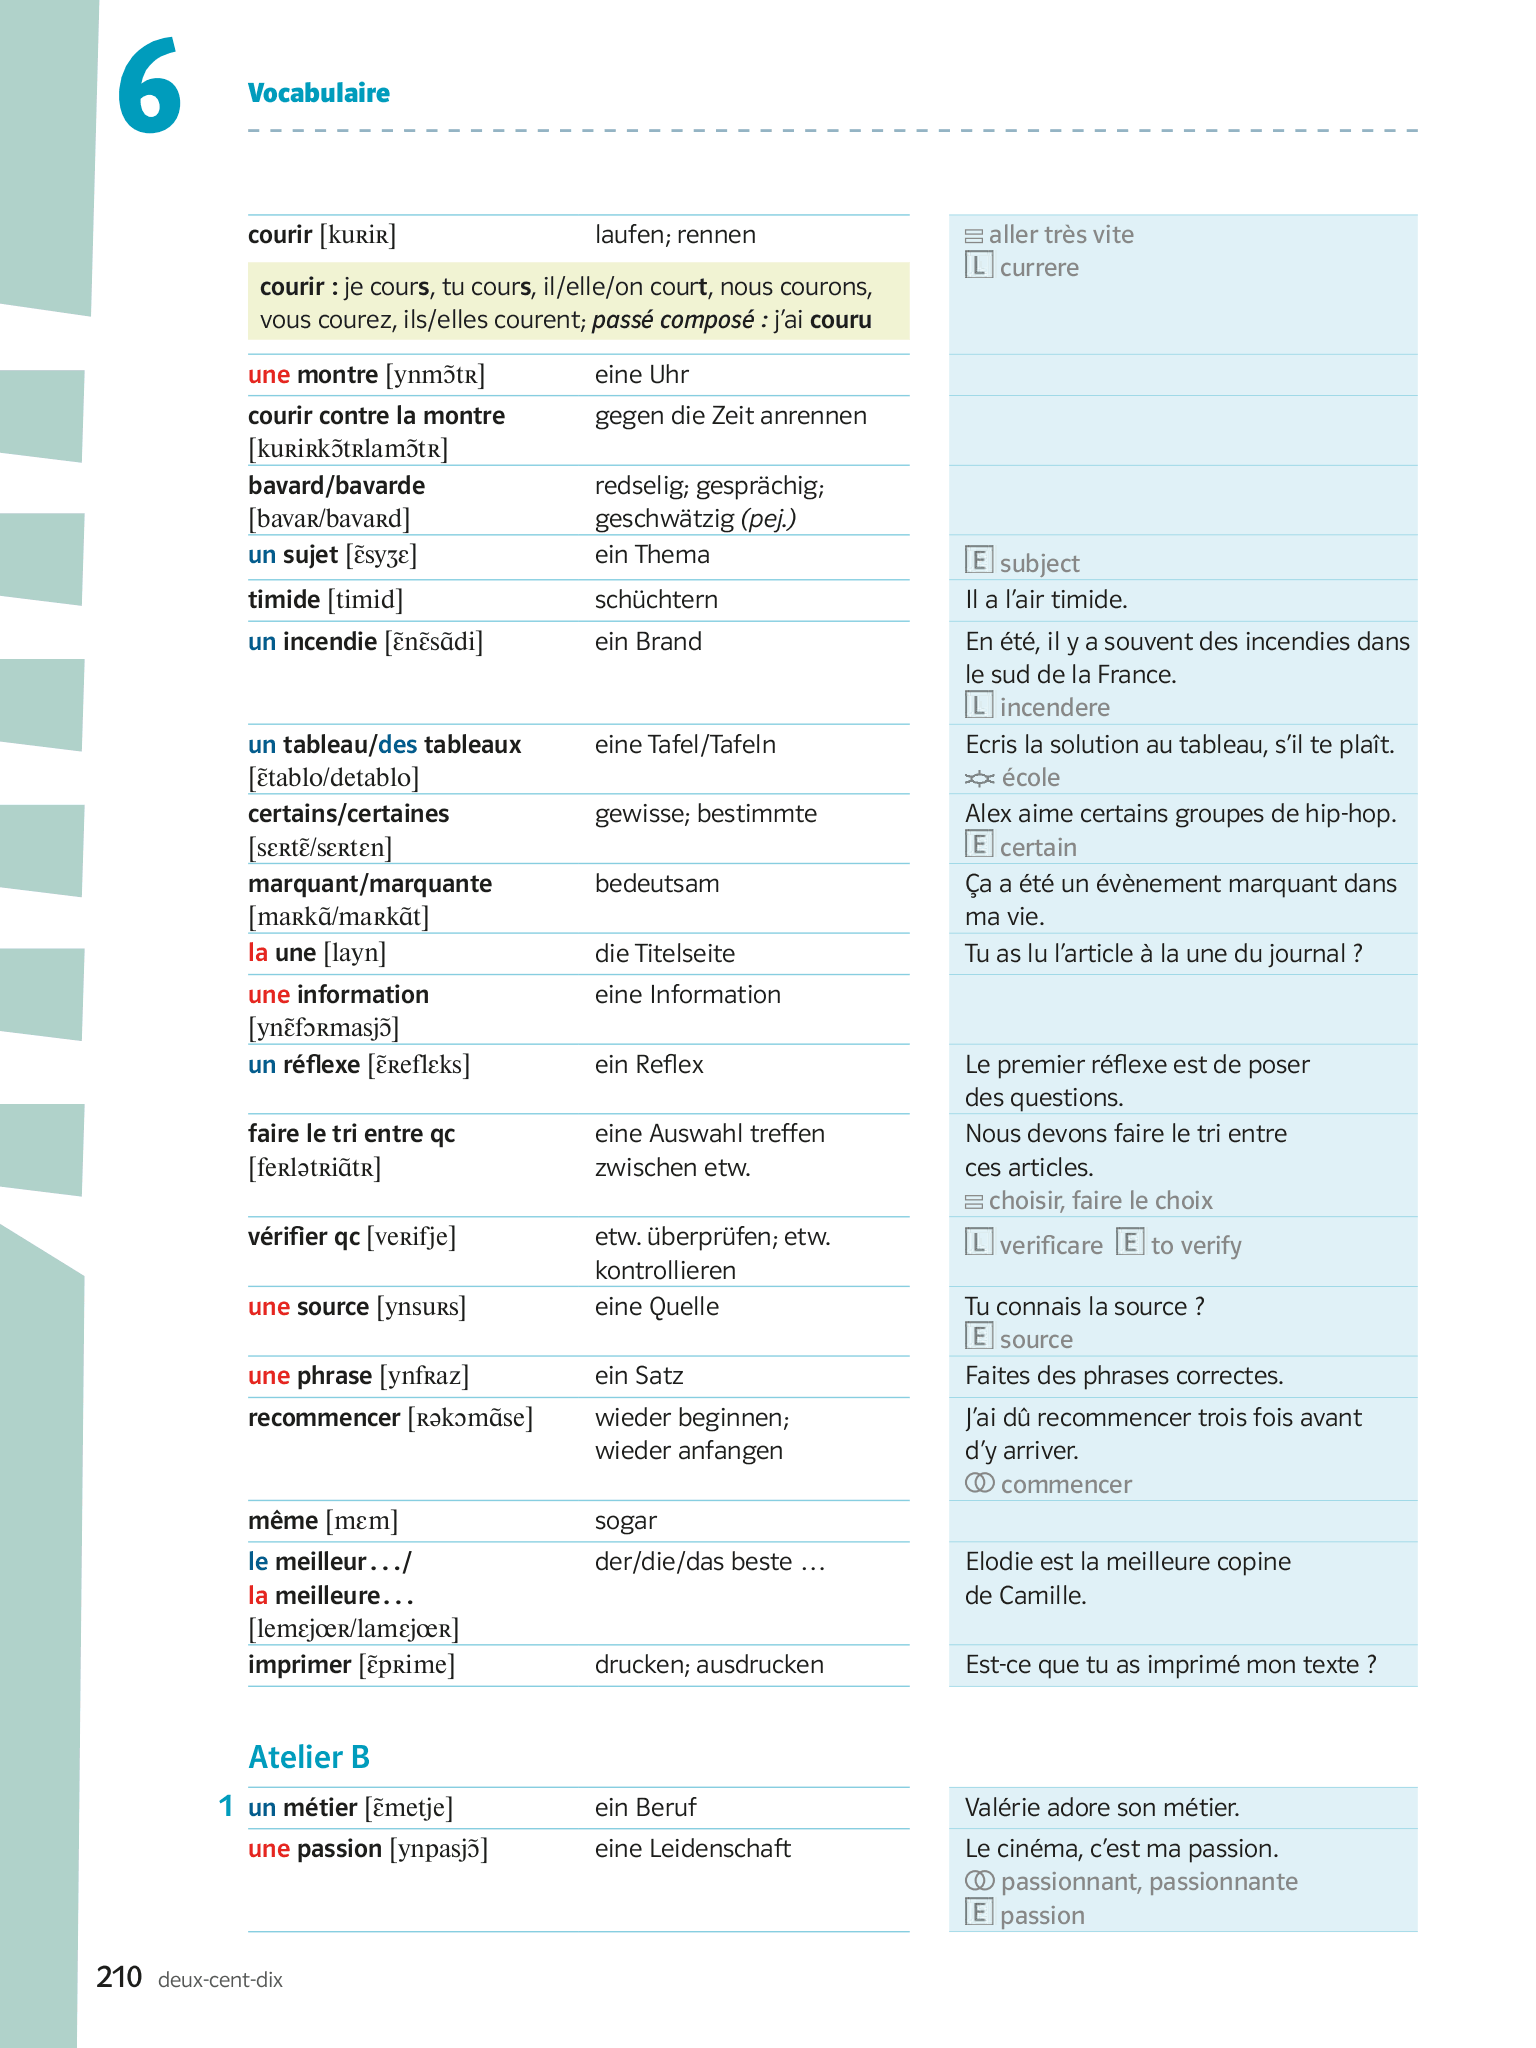 6
Vocabulaire
courir [kuʀiʀ] laufen; rennen = aller très vite
L currere
courir : je cours, tu cours, il/elle/on court, nous courons,
vous courez, ils/elles courent; passé composé : j’ai couru
une montre [ynmɔ̃tʀ] eine Uhr
courir contre la montre gegen die Zeit anrennen
[kuʀiʀkɔ̃tʀlamɔ̃tʀ]
bavard/bavarde redselig; gesprächig;
[bavaʀ/bavaʀd] geschwätzig (pej.)
un sujet [ɛ̃syʒɛ] ein Thema E subject
timide [timid] schüchtern Il a l’air timide.
un incendie [ɛ̃nɛ̃sɑ̃di] ein Brand En été, il y a souvent des incendies dans
le sud de la France.
L incendere
un tableau/des tableaux eine Tafel/Tafeln Ecris la solution au tableau, s’il te plaît.
[ɛ̃tablo/detablo] école
certains/certaines gewisse; bestimmte Alex aime certains groupes de hip-hop.
[sɛʀtɛ̃/sɛʀtɛn] E certain
marquant/marquante bedeutsam Ça a été un évènement marquant dans
[maʀkɑ̃/maʀkɑ̃t] ma vie.
la une [layn] die Titelseite Tu as lu l’article à la une du journal ?
une information eine Information
[ynɛ̃fɔʀmasjɔ̃]
un réflexe [ɛ̃ʀeflɛks] ein Reflex Le premier réflexe est de poser
des questions.
faire le tri entre qc eine Auswahl treffen Nous devons faire le tri entre
[feʀlətʀiɑ̃tʀ] zwischen etw. ces articles.
= choisir, faire le choix
vérifier qc [veʀifje] etw. überprüfen; etw. L verificare E to verify
kontrollieren
une source [ynsuʀs] eine Quelle Tu connais la source ?
E source
une phrase [ynfʀaz] ein Satz Faites des phrases correctes.
recommencer [ʀəkɔmɑ̃se] wieder beginnen; J’ai dû recommencer trois fois avant
wieder anfangen d’y arriver.
commencer
même [mɛm] sogar
le meilleur…/ der/die/das beste … Elodie est la meilleure copine
la meilleure… de Camille.
[lemɛjœʀ/lamɛjœʀ]
imprimer [ɛ̃pʀime] drucken; ausdrucken Est-ce que tu as imprimé mon texte ?
Atelier B
1 un métier [ɛ̃metje] ein Beruf Valérie adore son métier.
une passion [ynpasjɔ̃] eine Leidenschaft Le cinéma, c’est ma passion.
passionnant, passionnante
E passion
210 deux-cent-dix